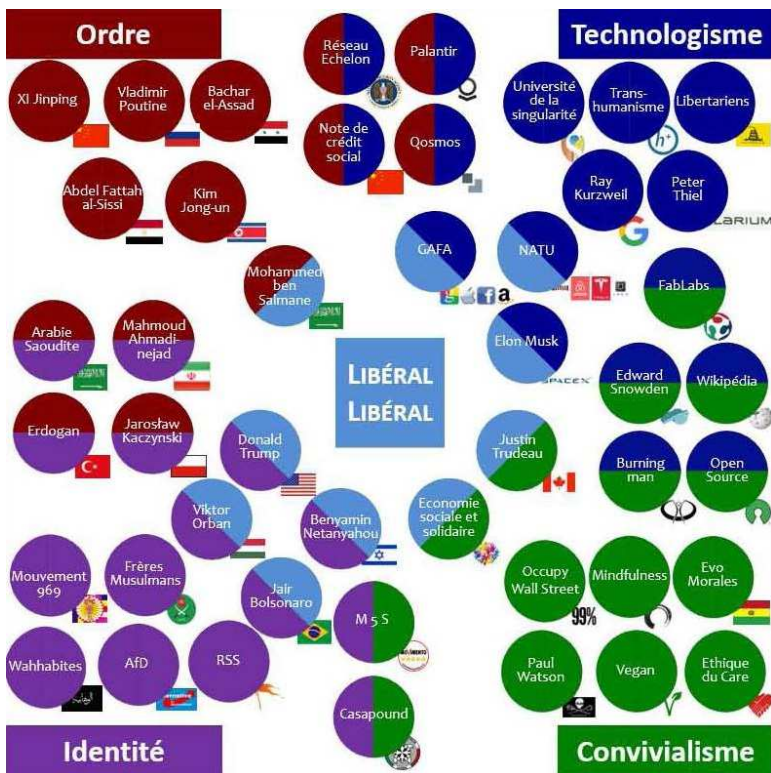 Ordre
Technologisme
Réseau
Echelon
Palantir
XI Jinping
Vladimir
Poutine
Bachar
el-Assad
Université
de la
singularité
Trans-
humanisme
Libertariens
Note de
crédit
social
Qosmos
Abdel Fattah
al-Sissi
Kim
Jong-un
Ray
Kurzweil
Peter
Thiel
CLARIUM
GAFA
NATU
Mohammed
ben
Salmane
FabLabs
Arabie
Saoudite
Mahmoud
Ahmadi-
nejad
LIBÉRAL
LIBÉRAL
Elon Musk
SPACEX
Edward
Snowden
Wikipédia
Erdogan
Jarosław
Kaczynski
Donald
Trump
Justin
Trudeau
Burning
man
Open
Source
Viktor
Orban
Benyamin
Netanyahou
Economie
sociale et
solidaire
Mouvement
969
Frères
Musulmans
Jair
Bolsonaro
M 5 S
MOVIMENTO
Occupy
Wall Street
99%
Mindfulness
Evo
Morales
Wahhabites
AfD
RSS
Casapound
Paul
Watson
Vegan
Ethique
du Care
Identité
Convivialisme